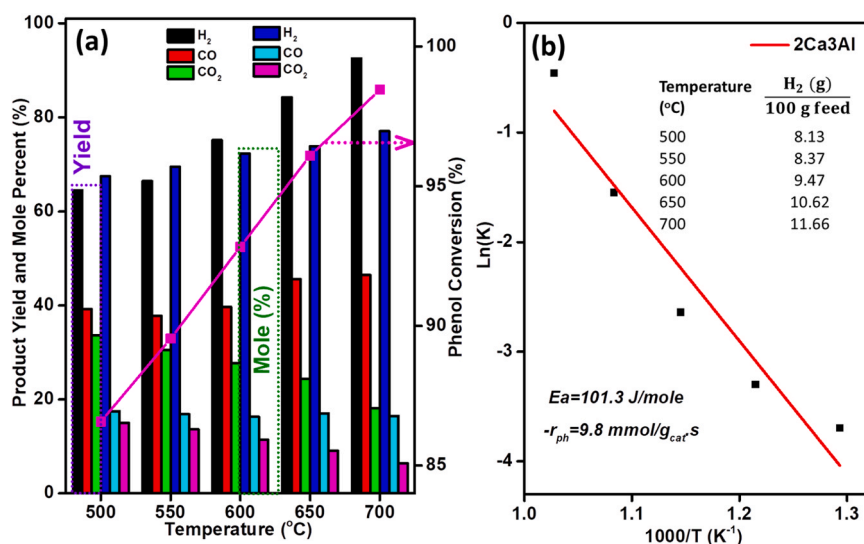 (a)
H2
CO
CO2
H2
CO
CO2
Yield
Mole (%)
Product Yield and Mole Percent (%)
100
80
60
40
20
0
500
550
600
650
700
Temperature (°C)
100
95
90
85
Phenol Conversion (%)
(b)
2Ca3Al
Temperature
(°C)
H2 (g)
100 g feed
500 8.13
550 8.37
600 9.47
650 10.62
700 11.66
Ea=101.3 J/mole
-rph=9.8 mmol/gcat.s
Ln(K)
0
-1
-2
-3
-4
1.0
1.1
1.2
1.3
1000/T (K-1)